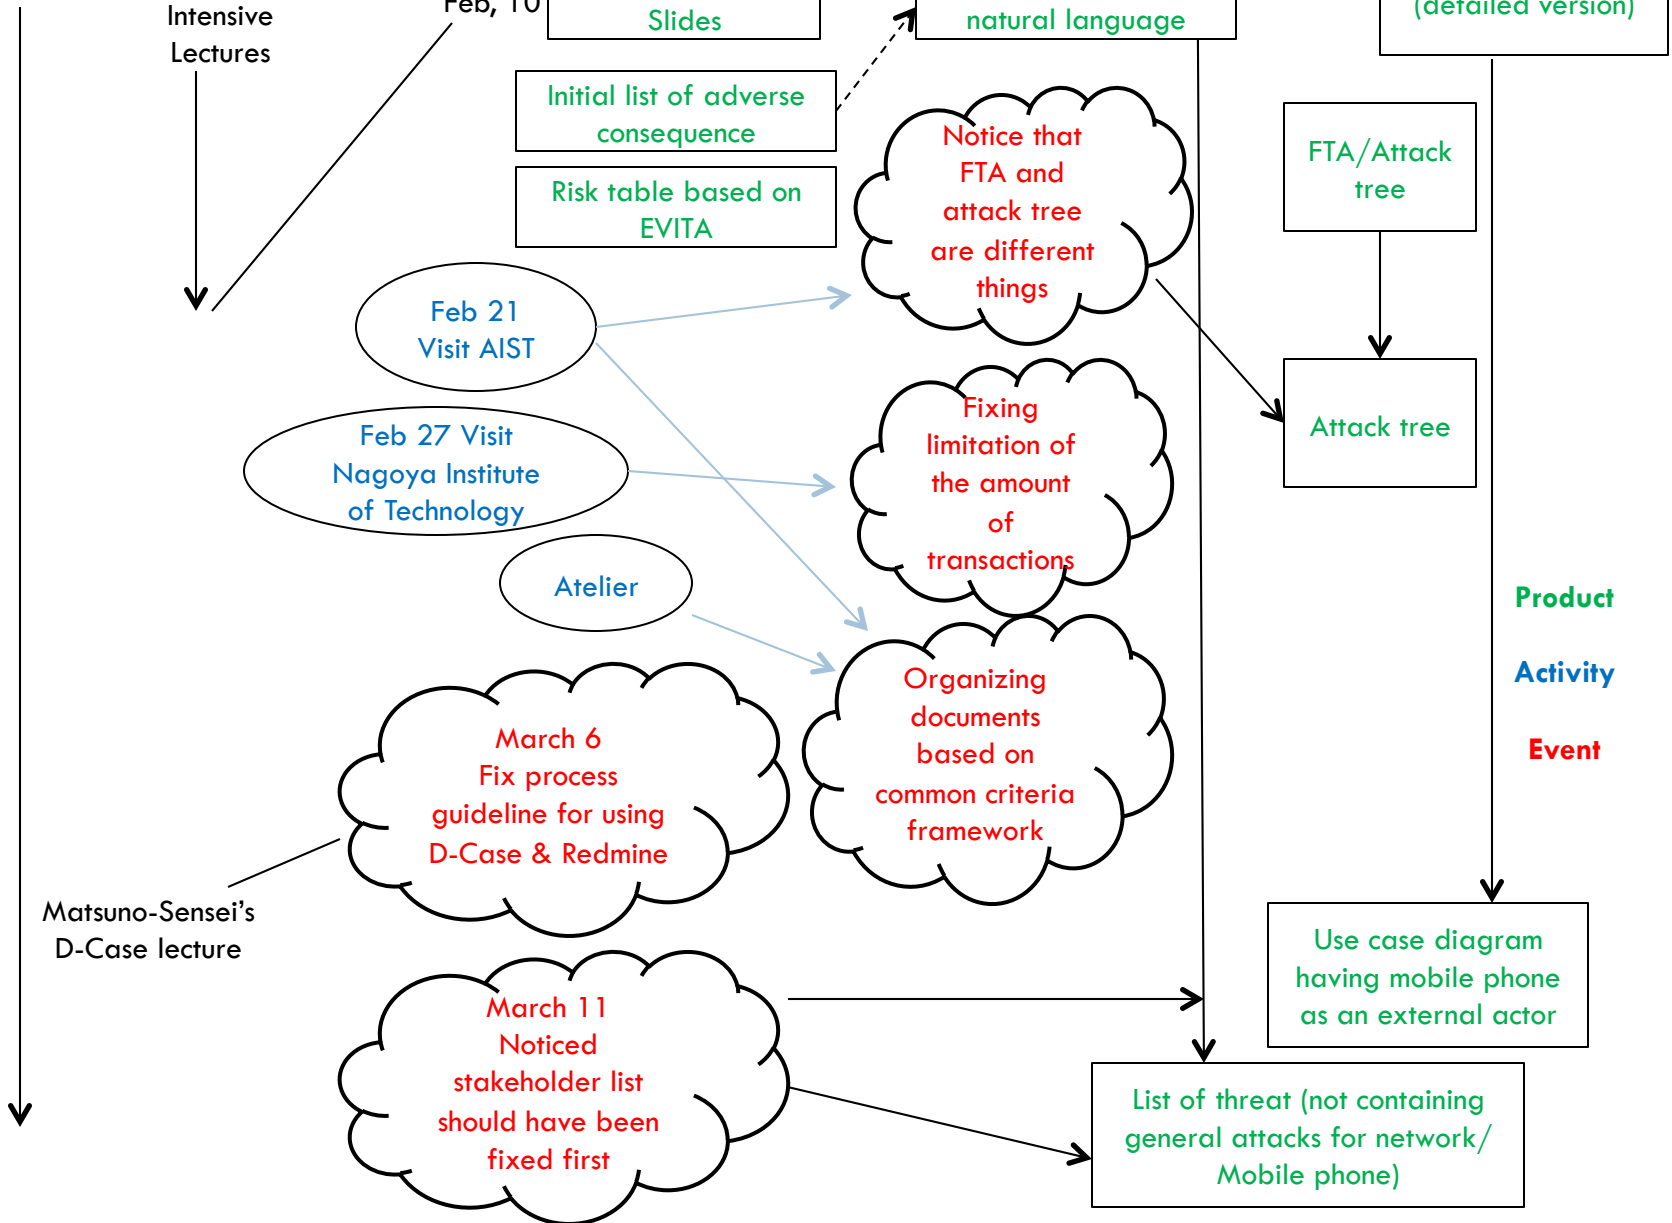 Intensive
Lectures
Feb, 10
Slides
natural language
(detailed version)
Initial list of adverse
consequence
Risk table based on
EVITA
Notice that
FTA and
attack tree
are different
things
FTA/Attack
tree
Feb 21
Visit AIST
Feb 27 Visit
Nagoya Institute
of Technology
Fixing
limitation of
the amount
of
transactions
Attack tree
Atelier
Product
Activity
Event
Organizing
documents
based on
common criteria
framework
March 6
Fix process
guideline for using
D-Case & Redmine
Matsuno-Sensei's
D-Case lecture
Use case diagram
having mobile phone
as an external actor
March 11
Noticed
stakeholder list
should have been
fixed first
List of threat (not containing
general attacks for network/
Mobile phone)